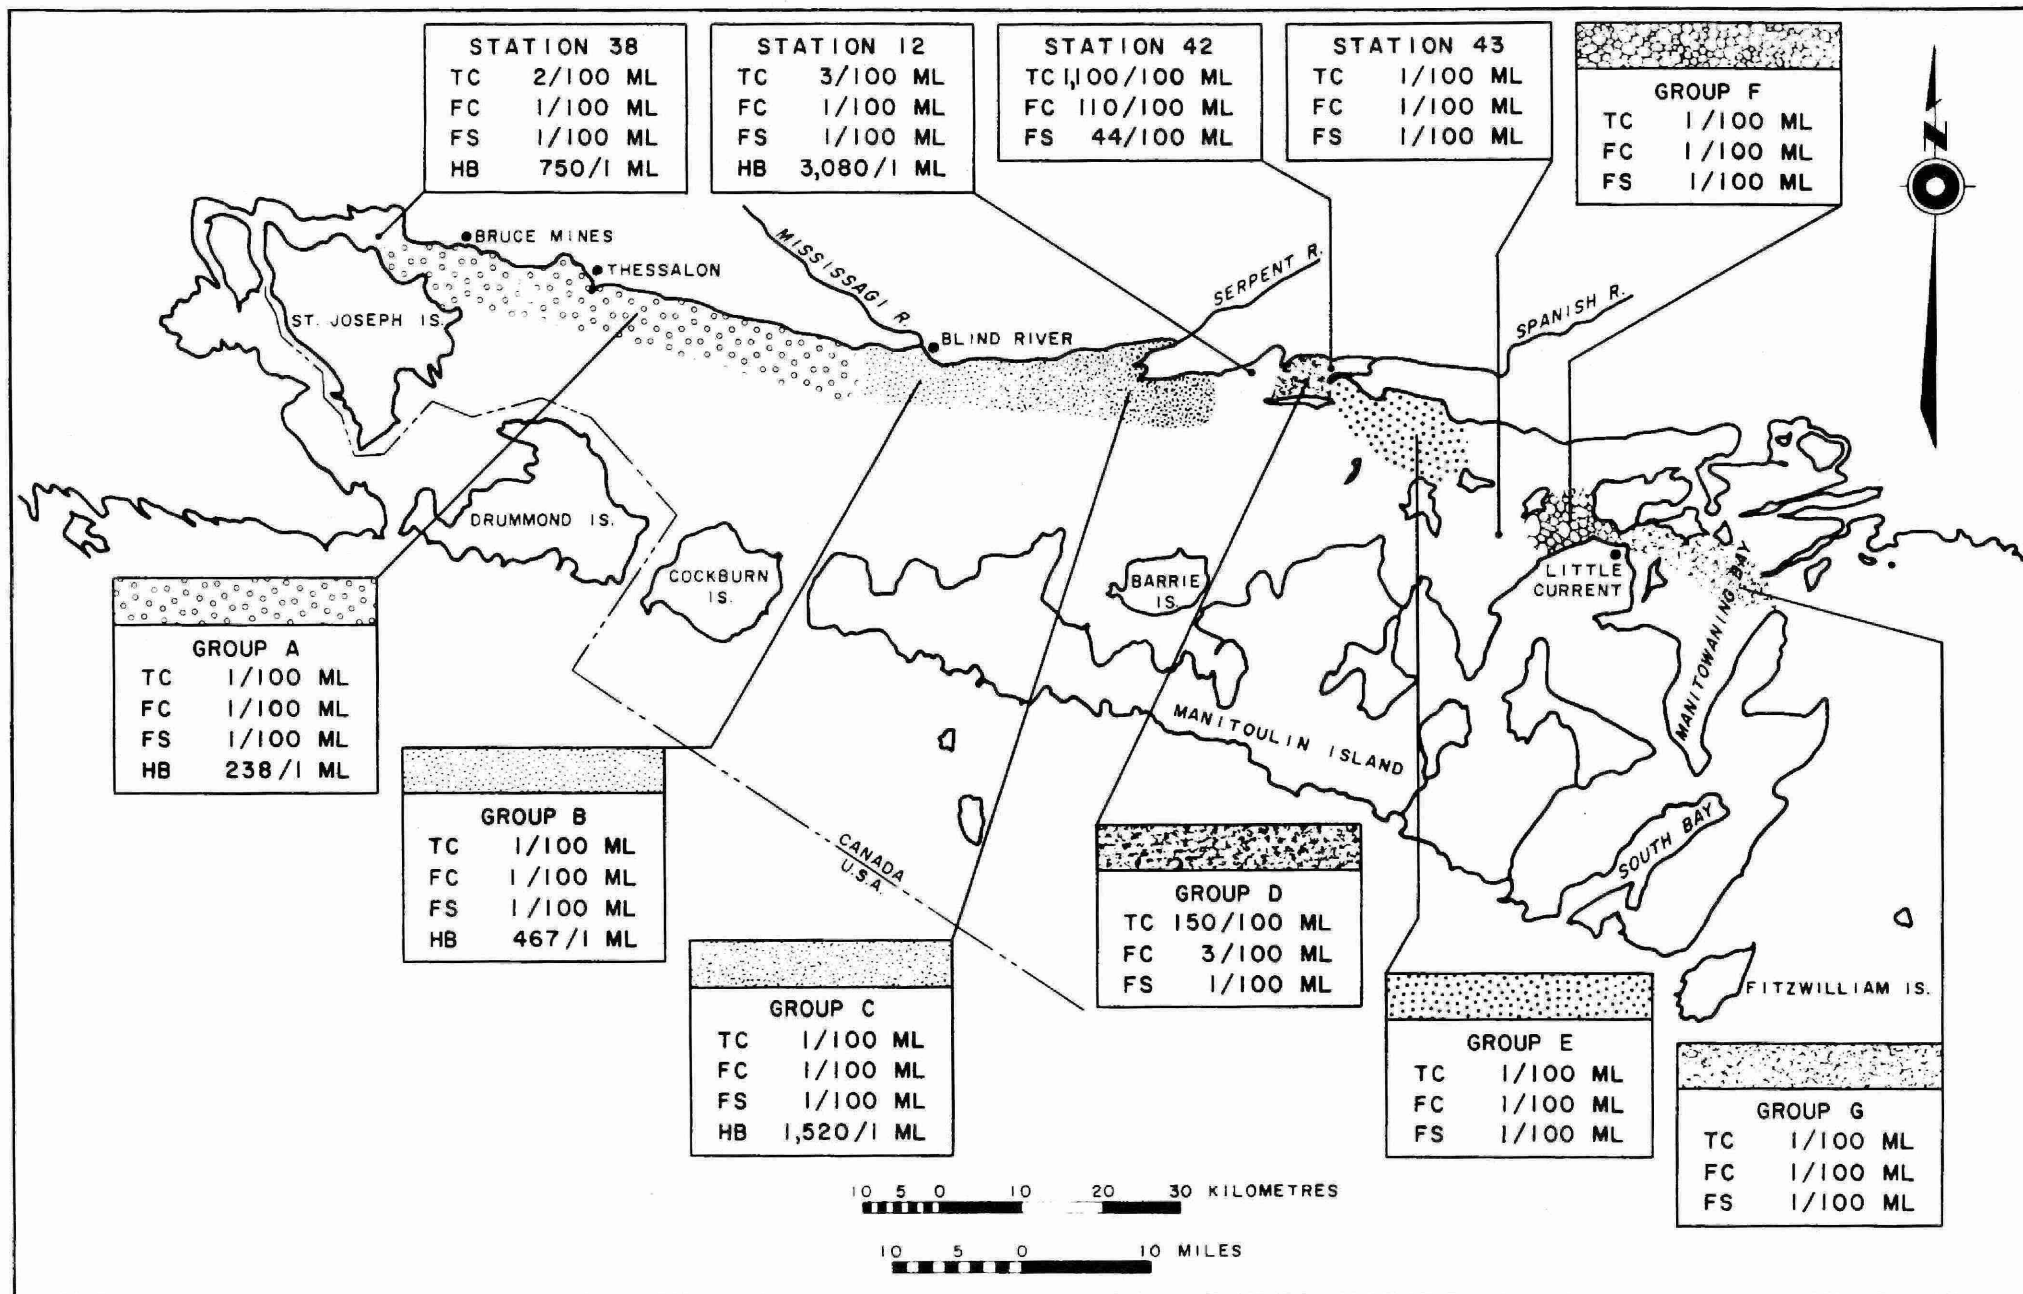 STATION 38
TC 2/100 ML
FC 1/100 ML
FS 1/100 ML
HB 750/1 ML
STATION 12
TC 3/100 ML
FC 1/100 ML
FS 1/100 ML
HB 3,080/1 ML
STATION 42
TC 1,100/100 ML
FC 110/100 ML
FS 44/100 ML
STATION 43
TC 1/100 ML
FC 1/100 ML
FS 1/100 ML
GROUP F
TC 1/100 ML
FC 1/100 ML
FS 1/100 ML
N
BRUCE MINES
THESSALON
MISSISSAGI R.
SERPENT R.
SPANISH R.
ST. JOSEPH IS.
BLIND RIVER
DRUMMOND IS.
COCKBURN
IS.
BARRIE
IS.
LITTLE
CURRENT
MANITOWANING BAY
MANITOULIN ISLAND
SOUTH BAY
CANADA
U.S.A.
FITZWILLIAM IS.
GROUP A
TC 1/100 ML
FC 1/100 ML
FS 1/100 ML
HB 238/1 ML
GROUP B
TC 1/100 ML
FC 1/100 ML
FS 1/100 ML
HB 467/1 ML
GROUP C
TC 1/100 ML
FC 1/100 ML
FS 1/100 ML
HB 1,520/1 ML
GROUP D
TC 150/100 ML
FC 3/100 ML
FS 1/100 ML
GROUP E
TC 1/100 ML
FC 1/100 ML
FS 1/100 ML
GROUP G
TC 1/100 ML
FC 1/100 ML
FS 1/100 ML
10 5 0 10 20 30 KILOMETRES
10 5 0 10 MILES